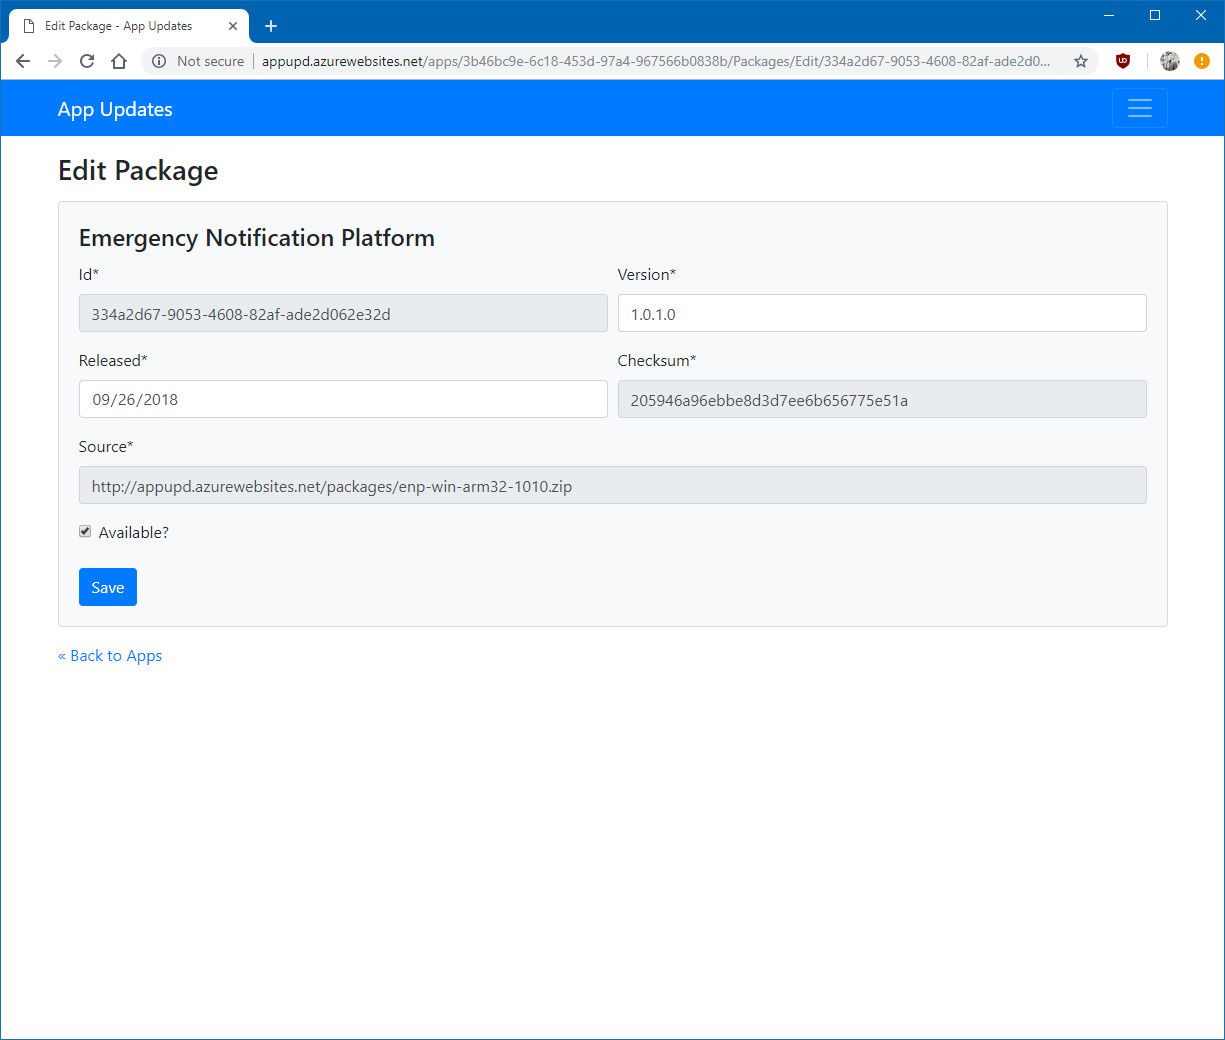 Edit Package - App Updates
Not secure
appupd.azurewebsites.net/apps/3b46bc9e-6c18-453d-97a4-967566b0838b/Packages/Edit/334a2d67-9053-4608-82af-ade2d0...
App Updates
Edit Package
Emergency Notification Platform
Id* Version*
334a2d67-9053-4608-82af-ade2d062e32d 1.0.1.0
Released* Checksum*
09/26/2018 205946a96ebbe8d3d7ee6b656775e51a
Source*
http://appupd.azurewebsites.net/packages/enp-win-arm32-1010.zip
Available?
Save
« Back to Apps